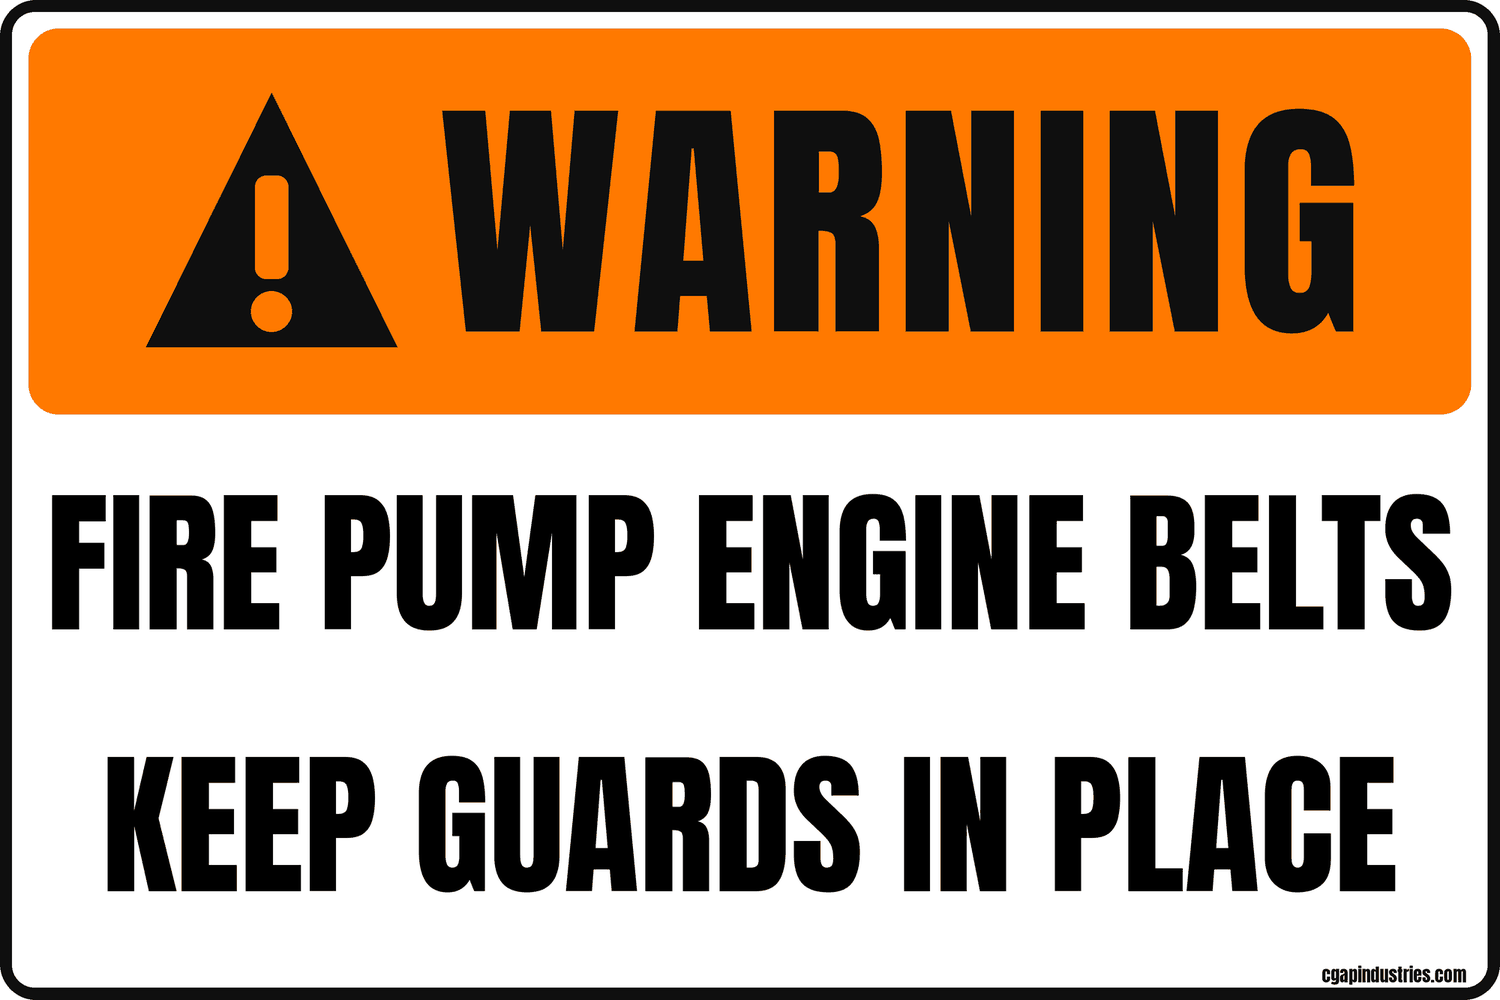 WARNING
FIRE PUMP ENGINE BELTS
KEEP GUARDS IN PLACE
cgapindustries.com